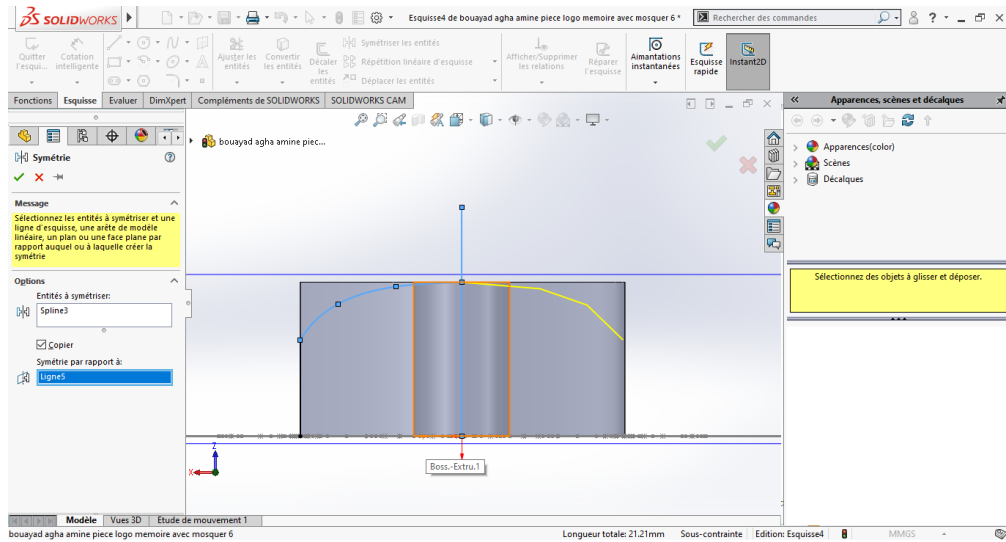 SOLIDWORKS
Esquisse4 de bouayad agha amine piece logo memoire avec mosquer 6 *
Rechercher des commandes
Quitter l'esqui...
Cotation intelligente
Ajuster les entités
Convertir les entités
Décaler les entités
Symétriser les entités
Répétition linéaire d'esquisse
Déplacer les entités
Afficher/Supprimer les relations
Réparer l'esquisse
Aimantations instantanées
Esquisse rapide
Instant2D
Fonctions Esquisse Evaluer DimXpert Compléments de SOLIDWORKS SOLIDWORKS CAM
Apparences, scènes et décalques
bouayad agha amine piec...
Symétrie
Message
Sélectionnez les entités à symétriser et une
ligne d'esquisse, une arête de modèle
linéaire, un plan ou une face plane par
rapport auquel ou à laquelle créer la
symétrie
Options
Entités à symétriser:
Spline3
Copier
Symétrie par rapport à:
Ligne5
Apparences(color)
Scènes
Décalques
Sélectionnez des objets à glisser et déposer.
Z
X
Boss.-Extru.1
Modèle Vues 3D Etude de mouvement 1
bouayad agha amine piece logo memoire avec mosquer 6
Longueur totale: 21.21mm Sous-contrainte Edition: Esquisse4 MMGS